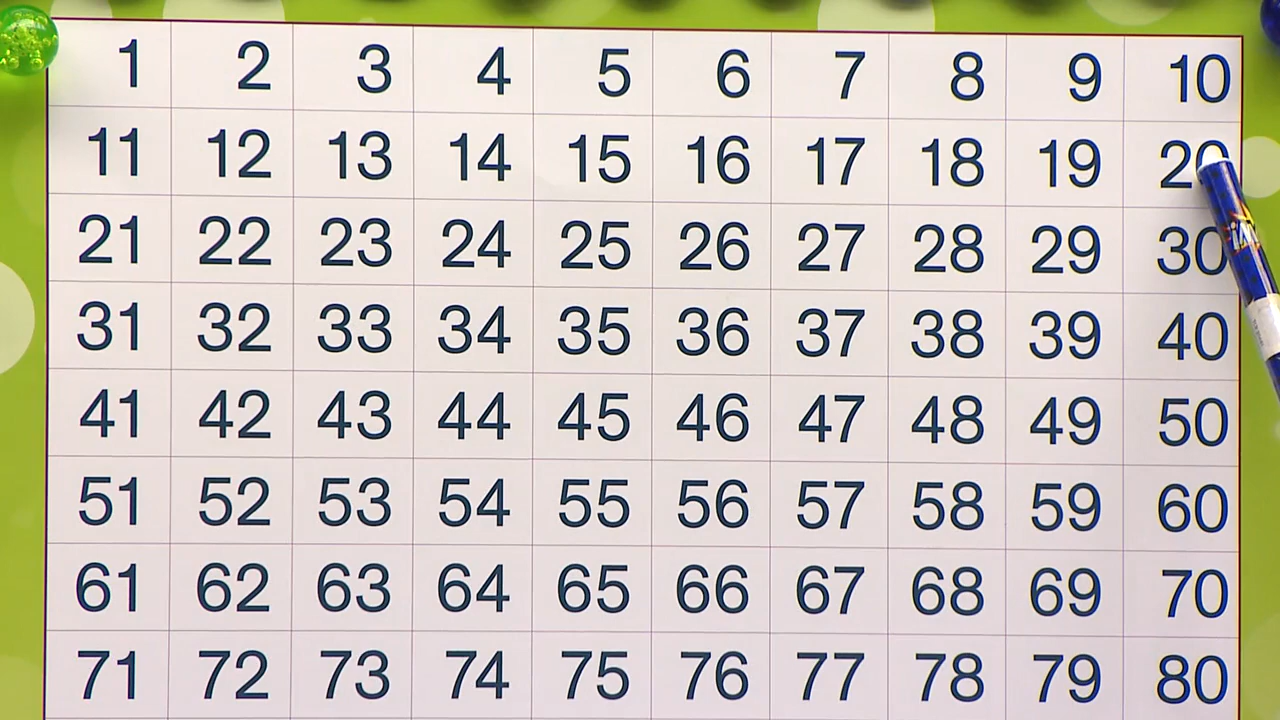 1 2 3 4 5 6 7 8 9 10
11 12 13 14 15 16 17 18 19 20
21 22 23 24 25 26 27 28 29 30
31 32 33 34 35 36 37 38 39 40
41 42 43 44 45 46 47 48 49 50
51 52 53 54 55 56 57 58 59 60
61 62 63 64 65 66 67 68 69 70
71 72 73 74 75 76 77 78 79 80